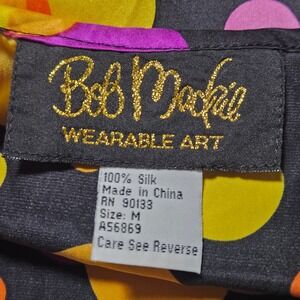 Bob Mackie
WEARABLE ART
100% Silk
Made in China
RN 90133
Size: M
A56869
Care See Reverse